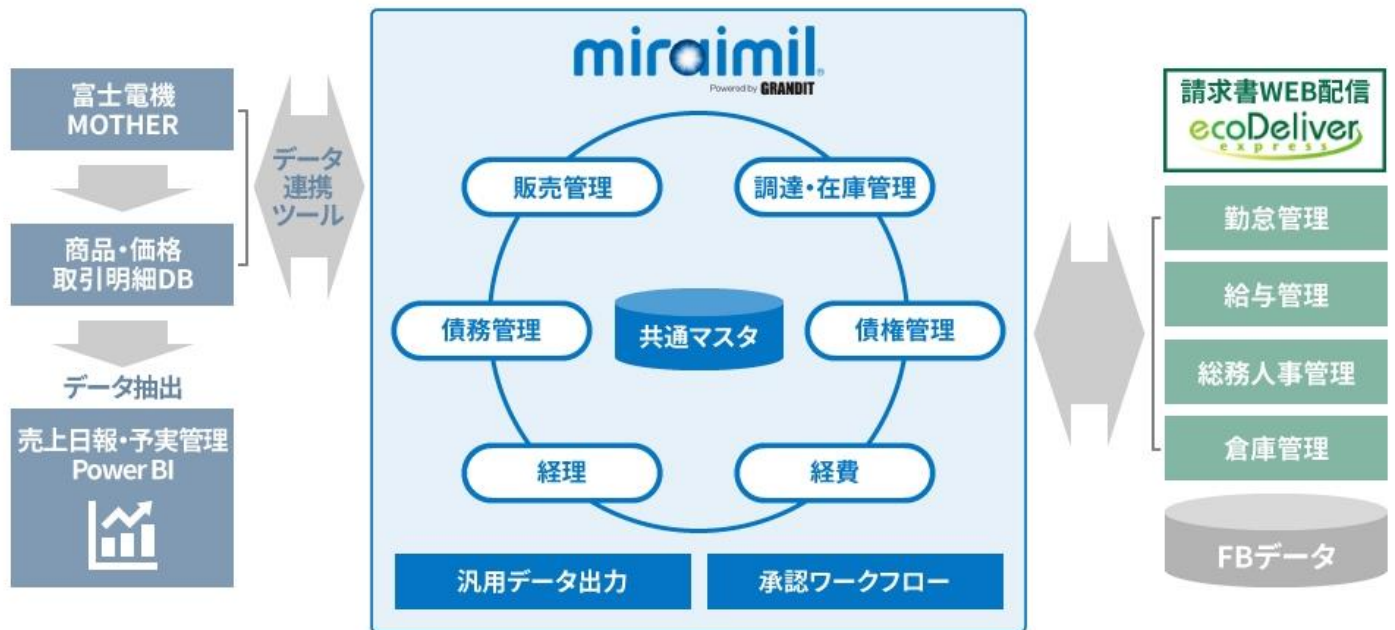 富士電機
MOTHER
商品・価格
取引明細DB
データ抽出
売上日報・予実管理
Power BI
データ
連携
ツール
miraimil®
Powered by GRANDIT
販売管理
調達・在庫管理
債務管理
共通マスタ
債権管理
経理
経費
汎用データ出力
承認ワークフロー
請求書WEB配信
ecoDeliver
express
勤怠管理
給与管理
総務人事管理
倉庫管理
FBデータ